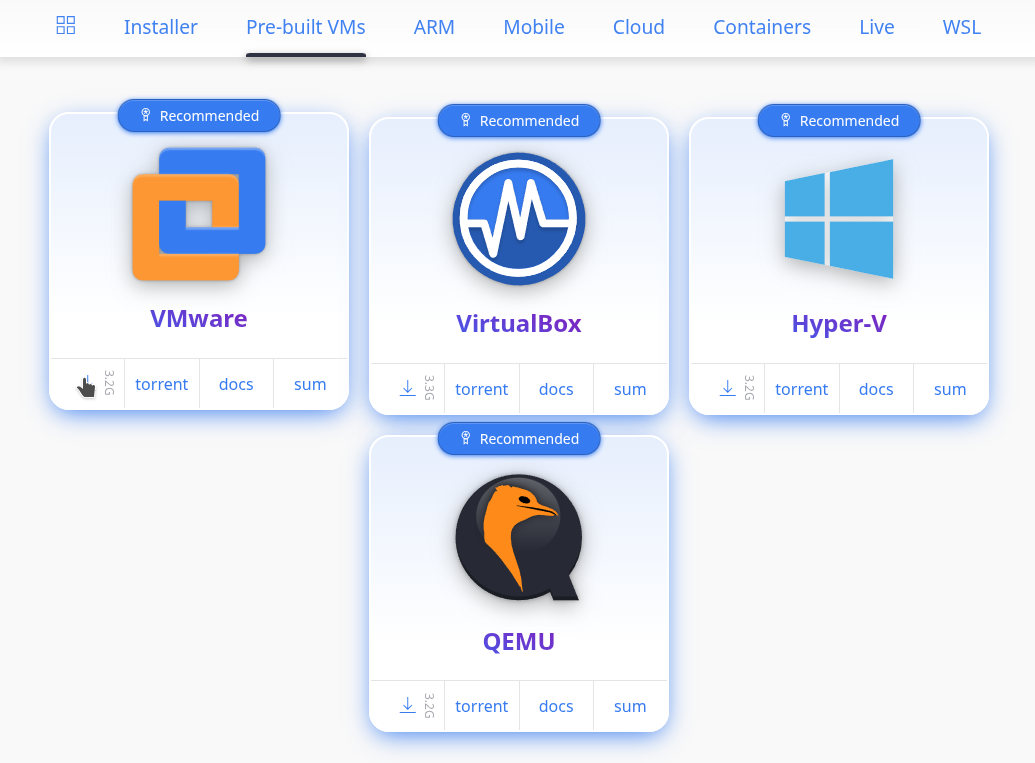 Installer Pre-built VMs ARM Mobile Cloud Containers Live WSL
Recommended
VMware
3.2G torrent docs sum
Recommended
VirtualBox
3.3G torrent docs sum
Recommended
Hyper-V
3.2G torrent docs sum
Recommended
QEMU
3.2G torrent docs sum